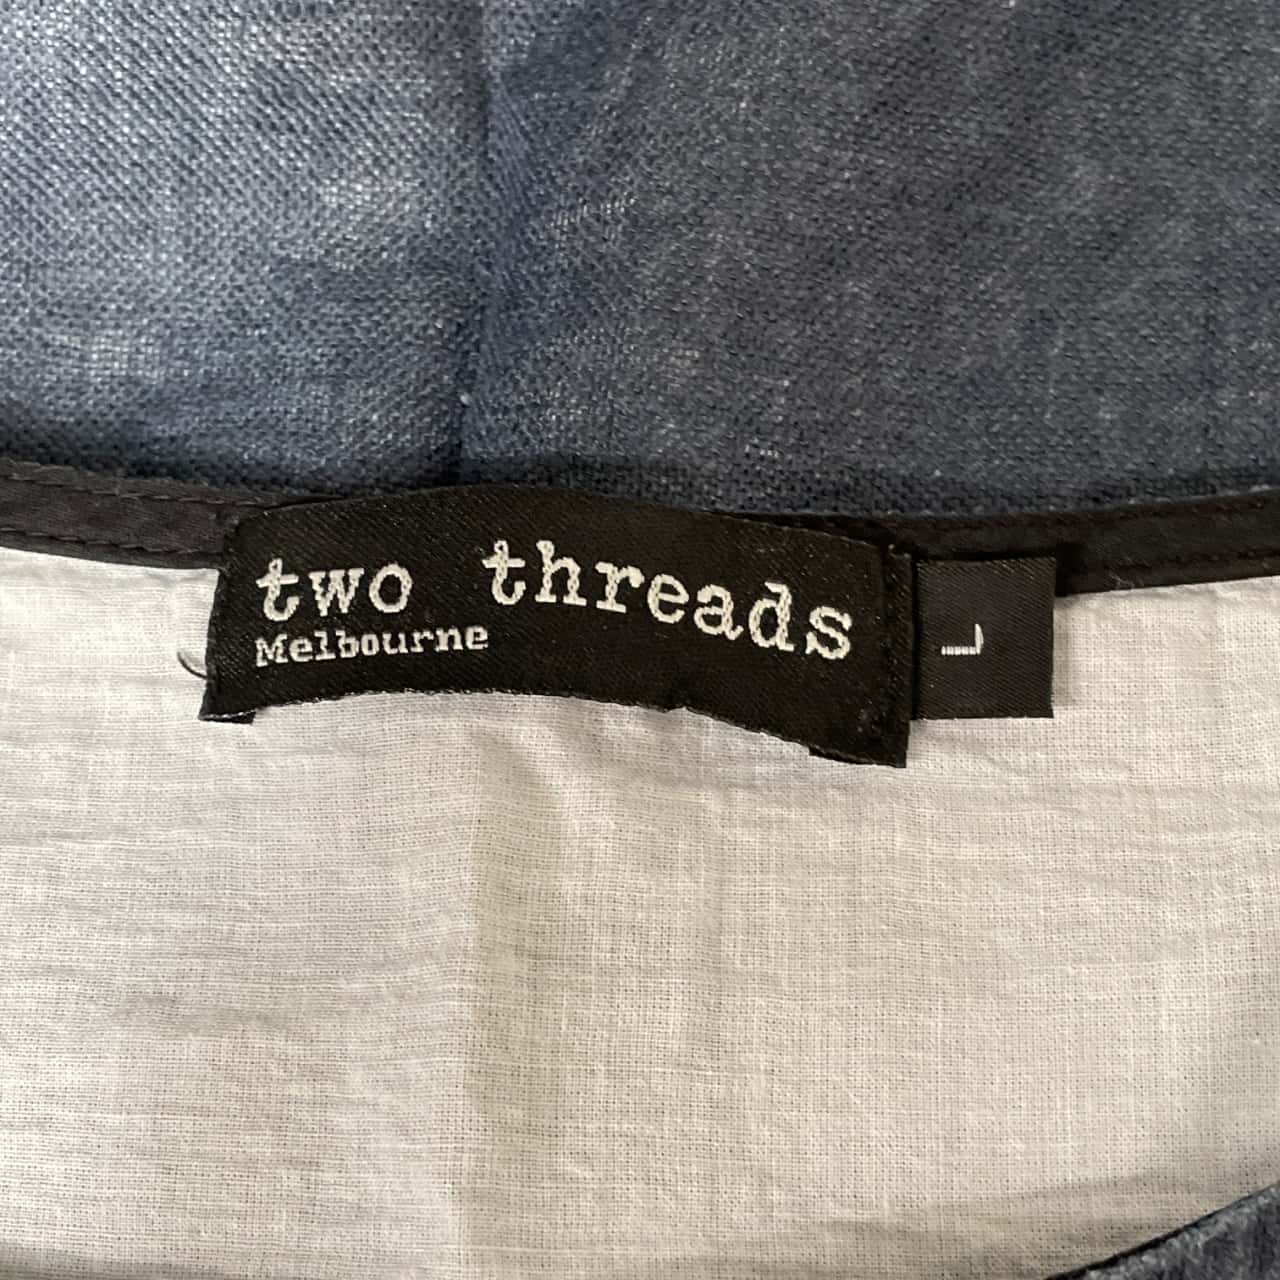 two threads
Melbourne
L